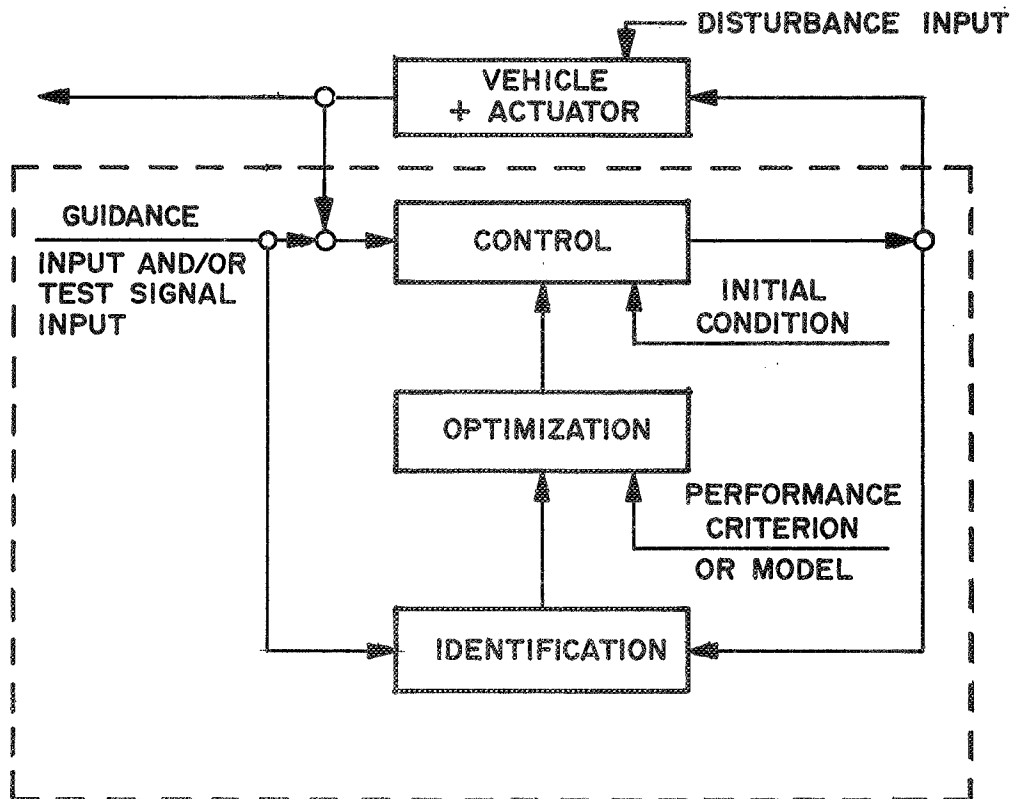 DISTURBANCE INPUT
VEHICLE
+ ACTUATOR
GUIDANCE
INPUT AND/OR
TEST SIGNAL
INPUT
CONTROL
INITIAL
CONDITION
OPTIMIZATION
PERFORMANCE
CRITERION
OR MODEL
IDENTIFICATION